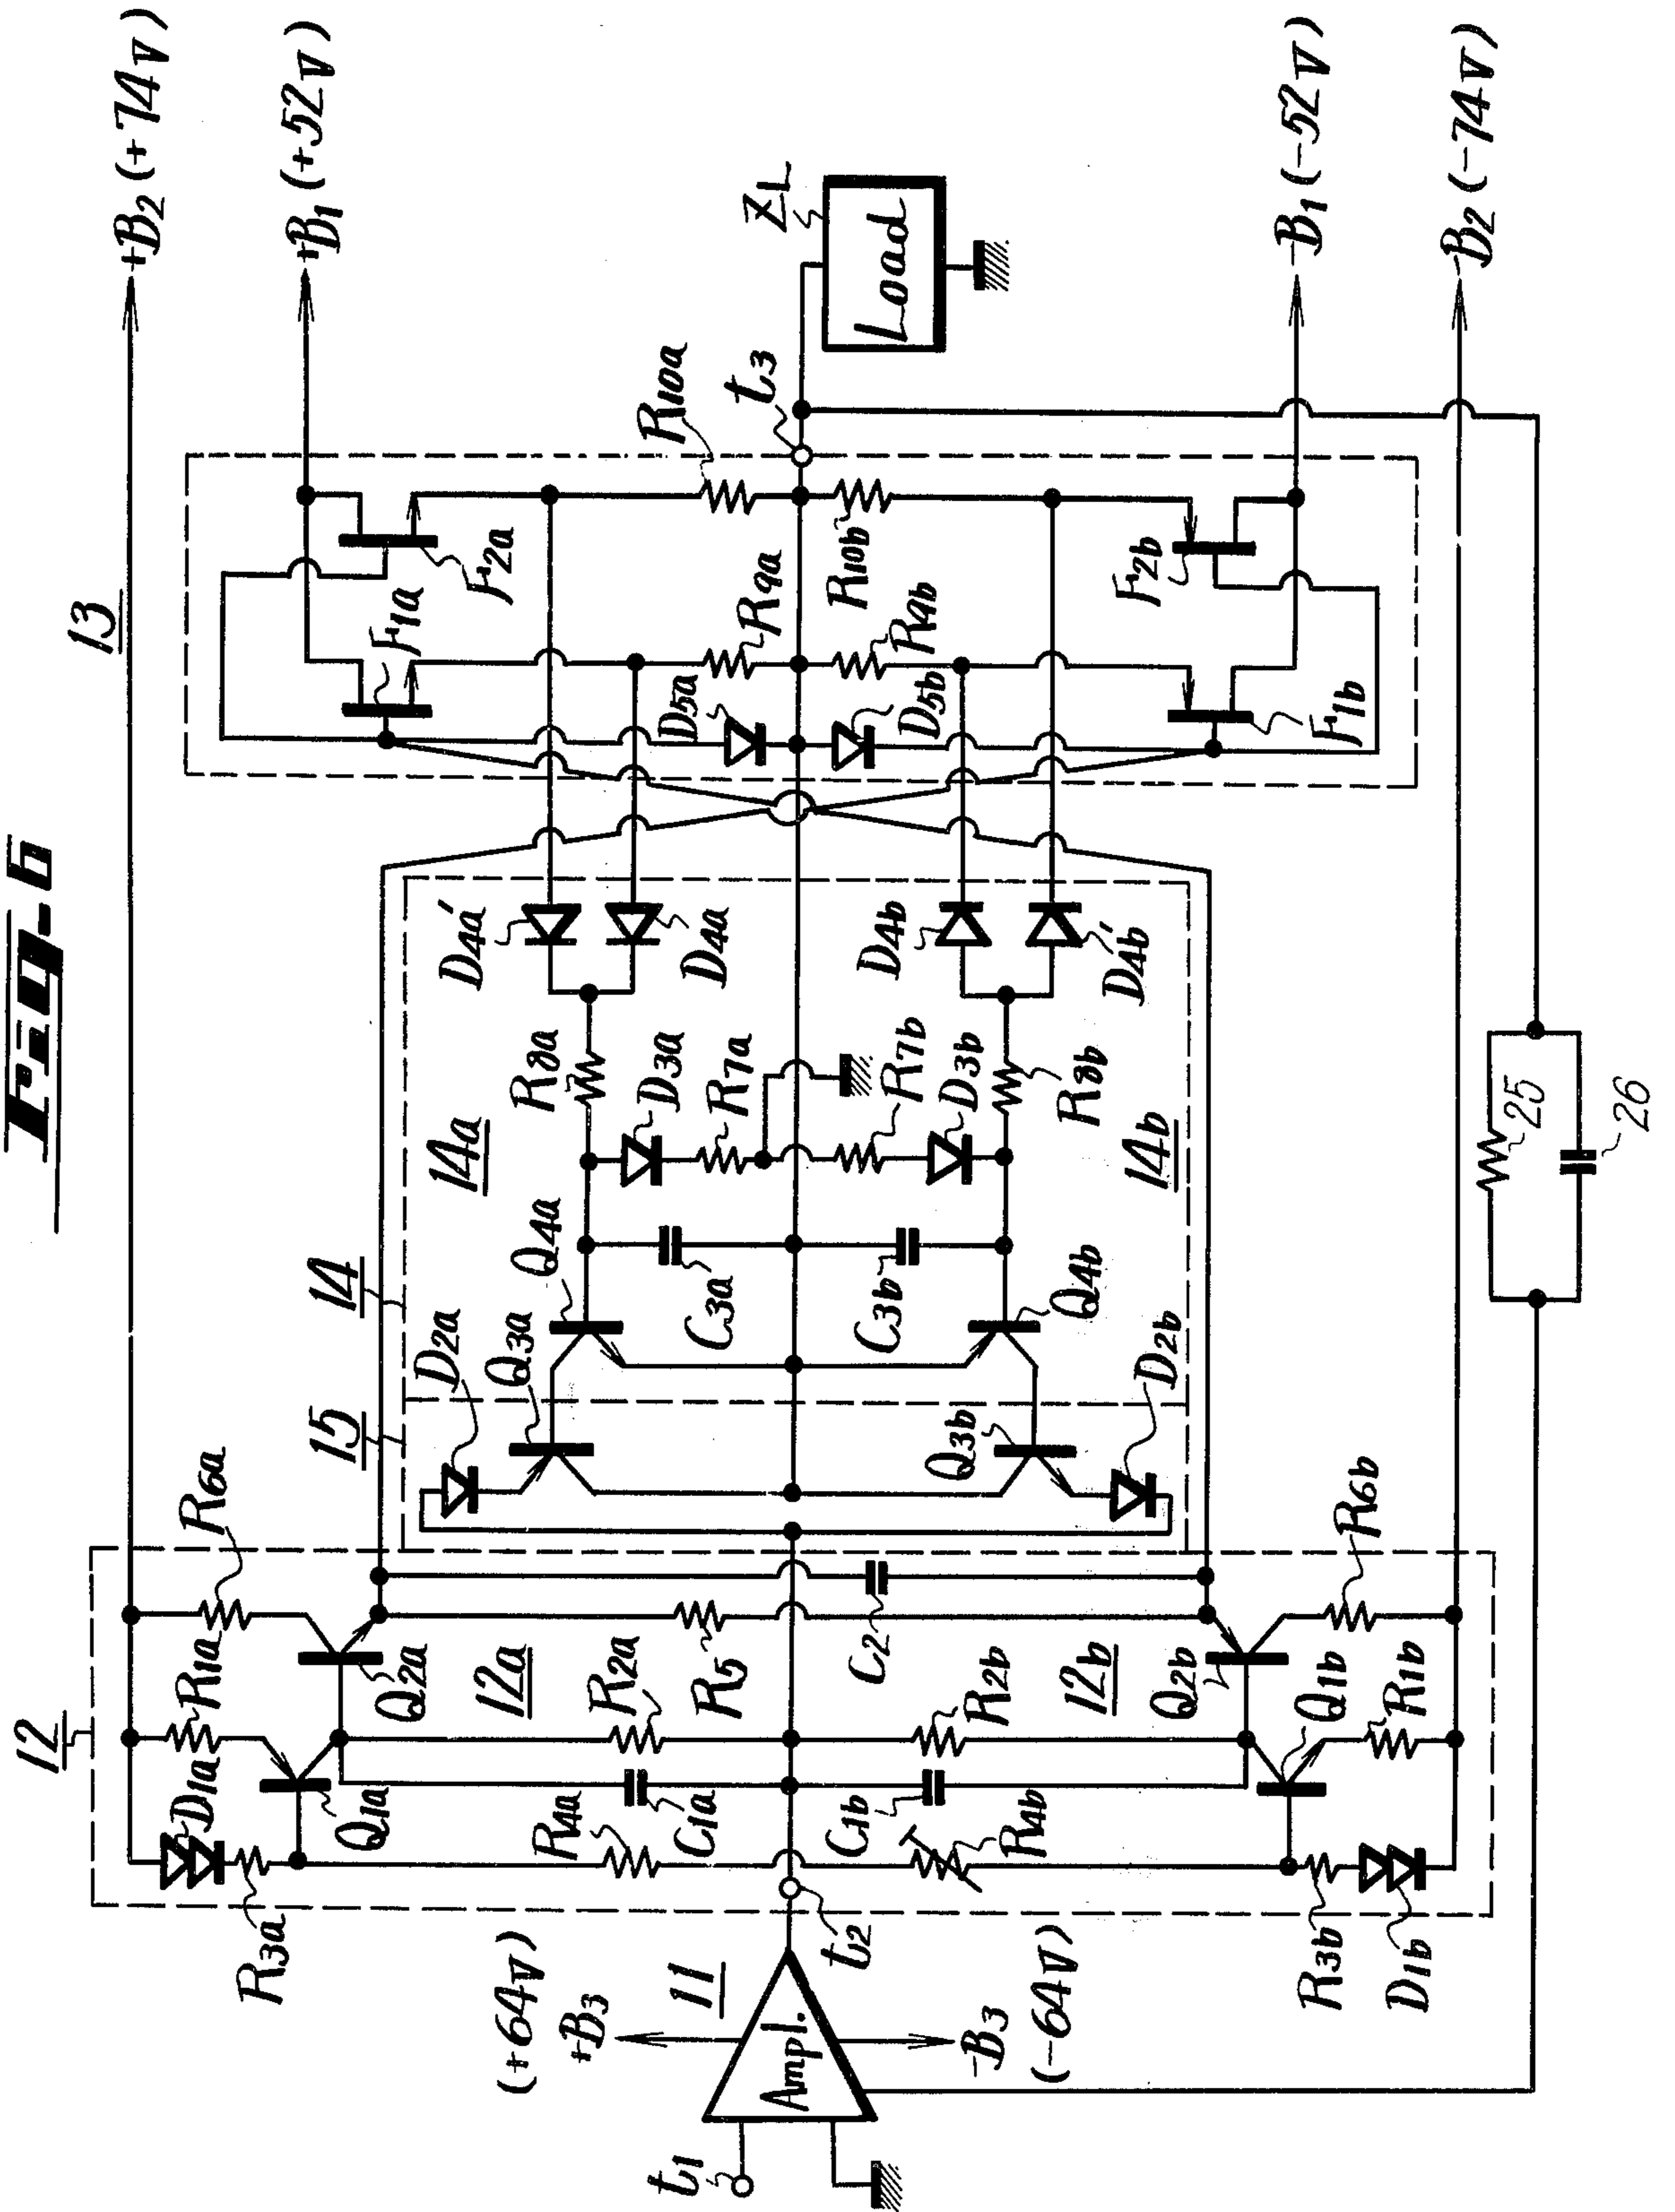 Fig-6
13
+B2 (+74V)
+B1 (+52V)
F1a
F2a
R10a
t3
ZL
Load
R9a
D5a
R10b
R4b
D5b
F2b
F1b
-B1 (-52V)
-B2 (-74V)
D4a'
D4a
D4b
D4b'
14
14a
R8a
D3a
R7a
R7b
D3b
R8b
14b
Q4a
C3a
C3b
Q4b
15
D2a
Q3a
Q3b
D2b
25
26
12
R6a
R1a
D1a
Q2a
12a
R2a
R5
C2
R2b
12b
Q2b
Q1b
R1b
R6b
Q1a
R4a
C1a
C1b
R4b
R3a
t2
R3b
D1b
(+64V)
+B3
11
Ampl.
-B3
(-64V)
t1